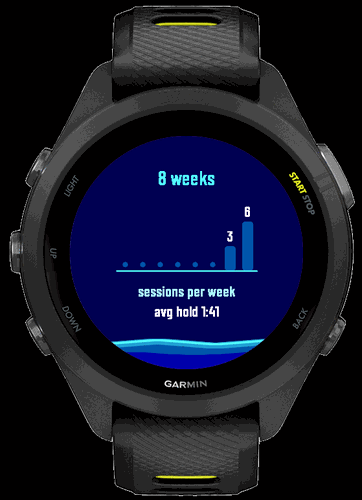 8 weeks
LIGHT
START STOP
6
3
UP
sessions per week
avg hold 1:41
DOWN
BACK
GARMIN